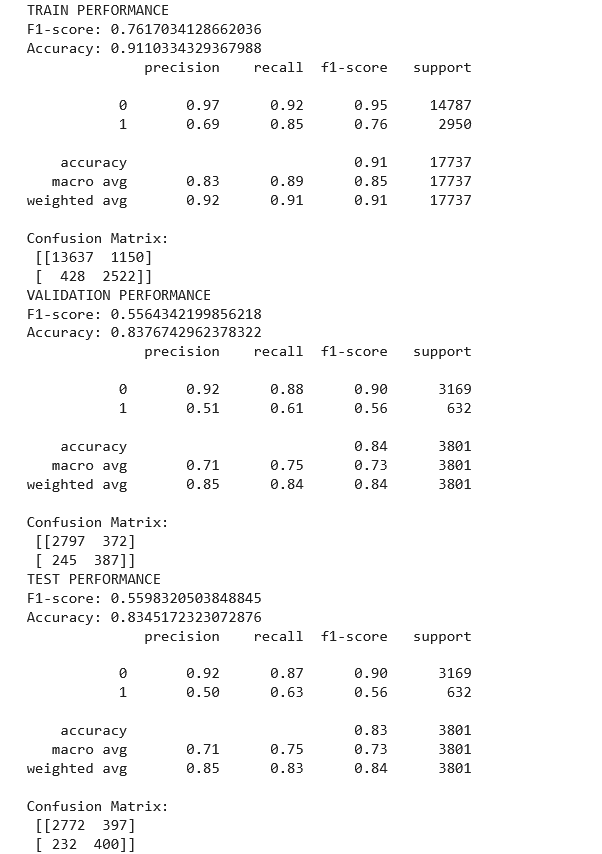 TRAIN PERFORMANCE
F1-score: 0.7617034128662036
Accuracy: 0.9110334329367988
              precision    recall  f1-score   support

           0       0.97      0.92      0.95     14787
           1       0.69      0.85      0.76      2950

    accuracy                           0.91     17737
   macro avg       0.83      0.89      0.85     17737
weighted avg       0.92      0.91      0.91     17737

Confusion Matrix:
 [[13637  1150]
 [  428  2522]]
VALIDATION PERFORMANCE
F1-score: 0.5564342199856218
Accuracy: 0.8376742962378322
              precision    recall  f1-score   support

           0       0.92      0.88      0.90      3169
           1       0.51      0.61      0.56       632

    accuracy                           0.84      3801
   macro avg       0.71      0.75      0.73      3801
weighted avg       0.85      0.84      0.84      3801

Confusion Matrix:
 [[2797  372]
 [ 245  387]]
TEST PERFORMANCE
F1-score: 0.5598320503848845
Accuracy: 0.8345172323072876
              precision    recall  f1-score   support

           0       0.92      0.87      0.90      3169
           1       0.50      0.63      0.56       632

    accuracy                           0.83      3801
   macro avg       0.71      0.75      0.73      3801
weighted avg       0.85      0.83      0.84      3801

Confusion Matrix:
 [[2772  397]
 [ 232  400]]